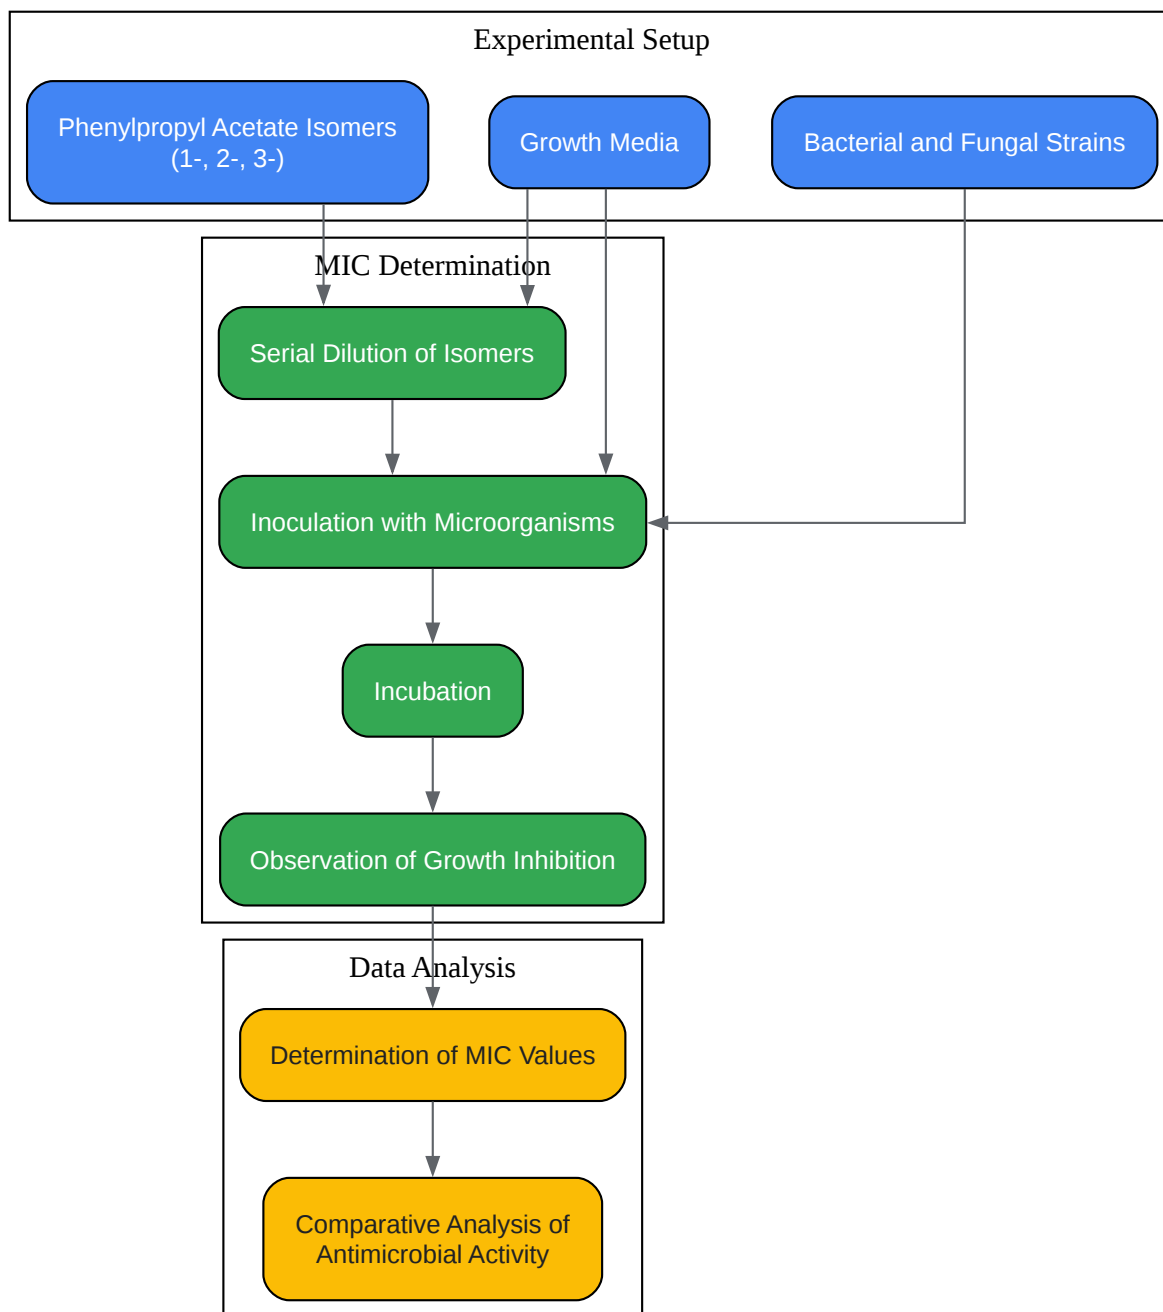 Experimental Setup
Phenylpropyl Acetate Isomers
(1-, 2-, 3-)
Growth Media
Bacterial and Fungal Strains
MIC Determination
Serial Dilution of Isomers
Inoculation with Microorganisms
Incubation
Observation of Growth Inhibition
Data Analysis
Determination of MIC Values
Comparative Analysis of
Antimicrobial Activity